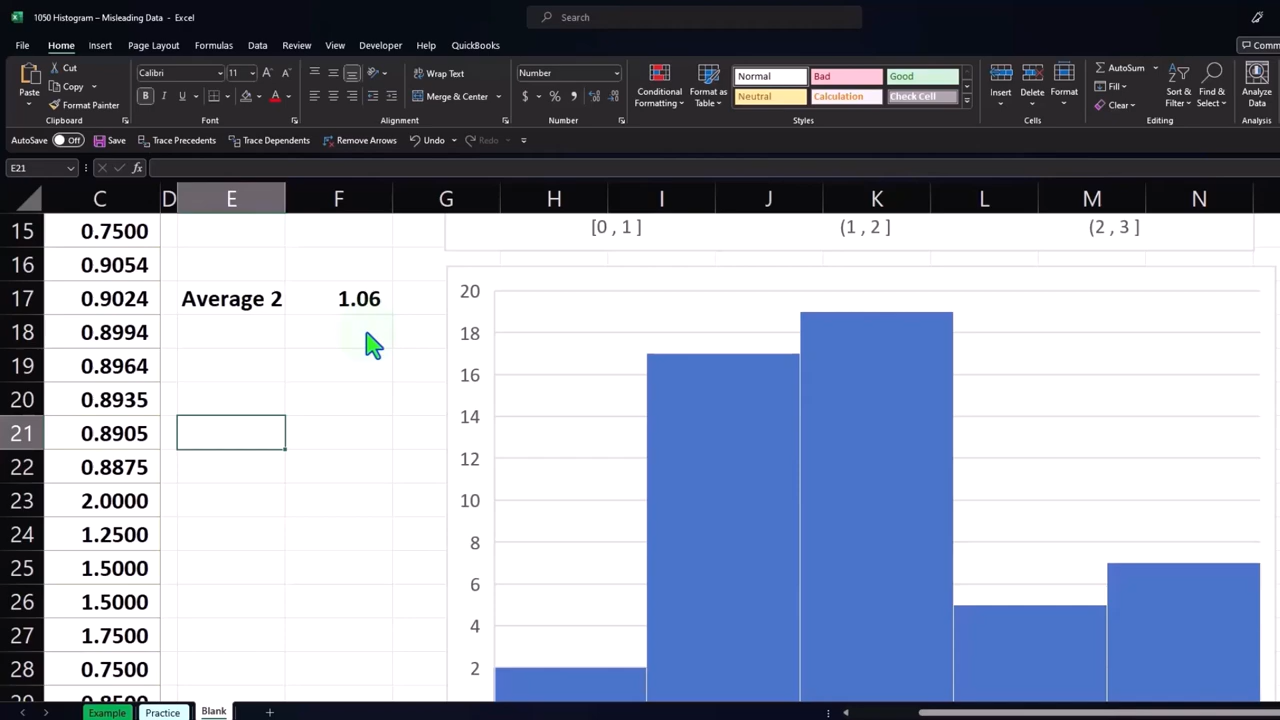 1050 Histogram – Misleading Data - Excel
Search
File Home Insert Page Layout Formulas Data Review View Developer Help QuickBooks
Paste Cut Copy Format Painter Clipboard
Calibri 11 B I U A Font
Wrap Text Merge & Center Alignment
Number $ % Number
Conditional Formatting Format as Table Normal Bad Good Neutral Calculation Check Cell Styles
Insert Delete Format Cells
AutoSum Fill Clear Sort & Filter Find & Select Editing
Analyze Data Analysis
AutoSave Off Save Trace Precedents Trace Dependents Remove Arrows Undo Redo
E21 fx
C D E F G H I J K L M N
15 0.7500 [0 , 1 ] (1 , 2 ] (2 , 3 ]
16 0.9054
17 0.9024 Average 2 1.06
18 0.8994
19 0.8964
20 0.8935
21 0.8905
22 0.8875
23 2.0000
24 1.2500
25 1.5000
26 1.5000
27 1.7500
28 0.7500
20
18
16
14
12
10
8
6
4
2
Example Practice Blank